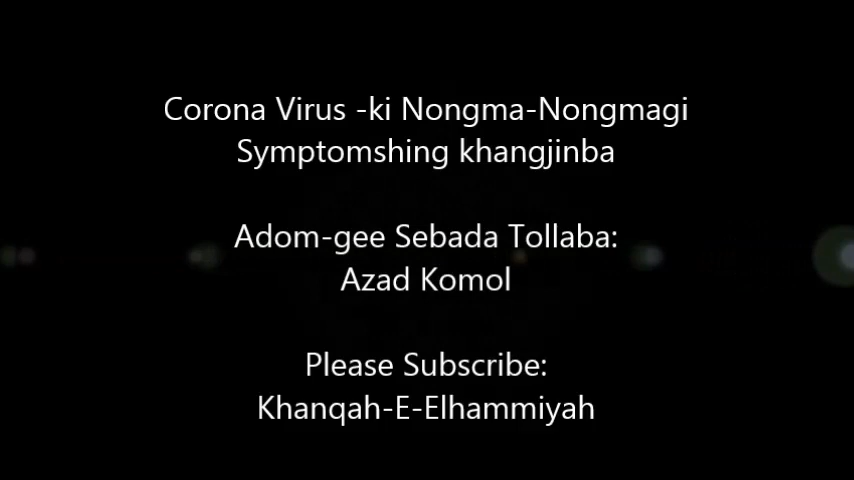 Corona Virus -ki Nongma-Nongmagi
Symptomshing khangjinba
Adom-gee Sebada Tollaba:
Azad Komol
Please Subscribe:
Khanqah-E-Elhammiyah